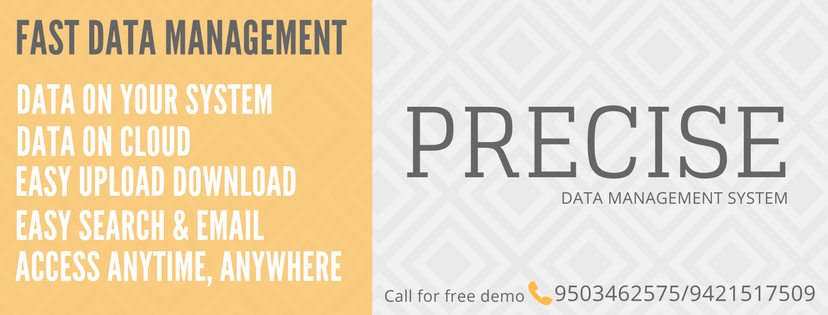 FAST DATA MANAGEMENT
DATA ON YOUR SYSTEM
DATA ON CLOUD
EASY UPLOAD DOWNLOAD
EASY SEARCH & EMAIL
ACCESS ANYTIME, ANYWHERE
PRECISE
DATA MANAGEMENT SYSTEM
Call for free demo 9503462575/9421517509